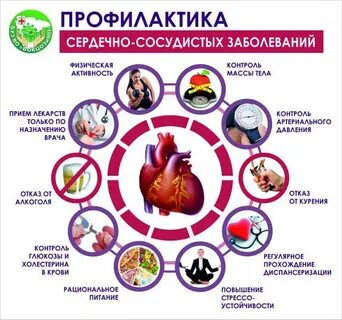 ПРОФИЛАКТИКА
СЕРДЕЧНО-СОСУДИСТЫХ ЗАБОЛЕВАНИЙ
ФИЗИЧЕСКАЯ
АКТИВНОСТЬ
КОНТРОЛЬ
МАССЫ ТЕЛА
ПРИЕМ ЛЕКАРСТВ
ТОЛЬКО ПО
НАЗНАЧЕНИЮ
ВРАЧА
КОНТРОЛЬ
АРТЕРИАЛЬНОГО
ДАВЛЕНИЯ
ОТКАЗ ОТ
АЛКОГОЛЯ
ОТКАЗ
ОТ КУРЕНИЯ
КОНТРОЛЬ
ГЛЮКОЗЫ И
ХОЛЕСТЕРИНА
В КРОВИ
РЕГУЛЯРНОЕ
ПРОХОЖДЕНИЕ
ДИСПАНСЕРИЗАЦИИ
РАЦИОНАЛЬНОЕ
ПИТАНИЕ
ПОВЫШЕНИЕ
СТРЕССО-
УСТОЙЧИВОСТИ